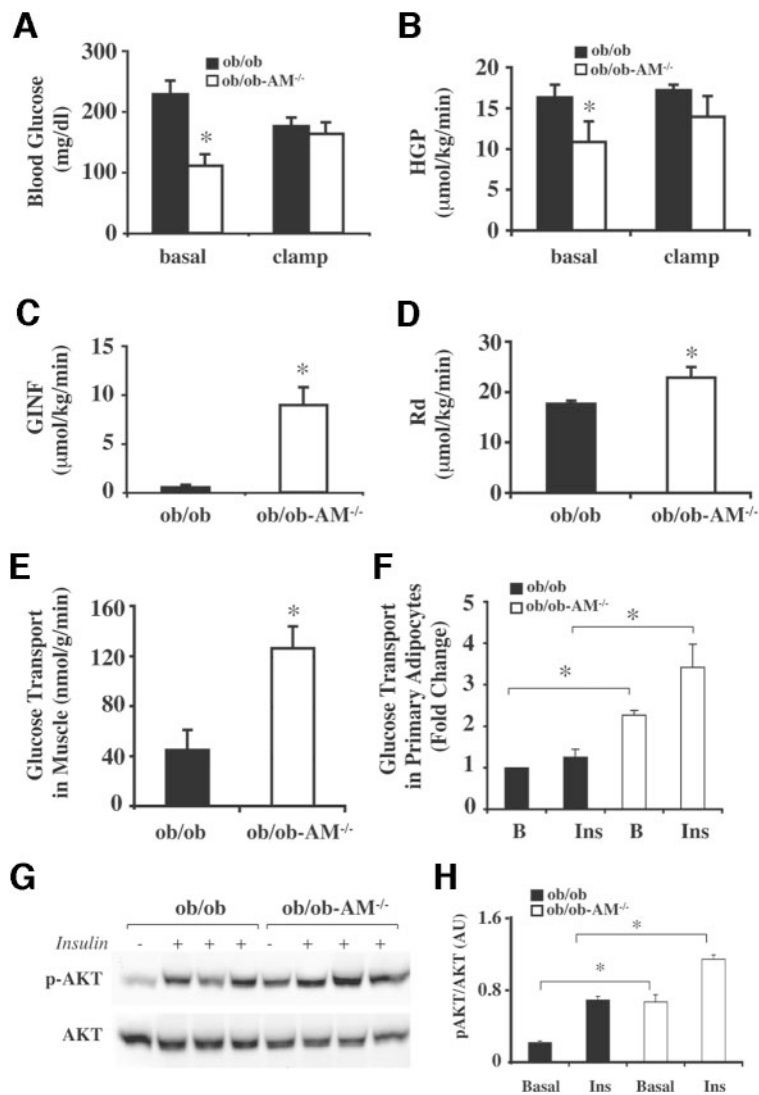 A
ob/ob
ob/ob-AM-/-
Blood Glucose
(mg/dl)
300
200
100
0
*
basal clamp
B
ob/ob
ob/ob-AM-/-
HGP
(μmol/kg/min)
20
15
10
5
0
*
basal clamp
C
GINF
(μmol/kg/min)
15
10
5
0
*
ob/ob ob/ob-AM-/-
D
Rd
(μmol/kg/min)
30
20
10
0
*
ob/ob ob/ob-AM-/-
E
Glucose Transport
in Muscle (nmol/g/min)
160
120
80
40
0
*
ob/ob ob/ob-AM-/-
F
ob/ob
ob/ob-AM-/-
Glucose Transport
in Primary Adipocytes
(Fold Change)
5
4
3
2
1
0
*
*
B Ins B Ins
G
ob/ob ob/ob-AM-/-
Insulin - + + + - + + +
p-AKT
AKT
H
ob/ob
ob/ob-AM-/-
pAKT/AKT (AU)
1.6
0.8
0
*
*
Basal Ins Basal Ins